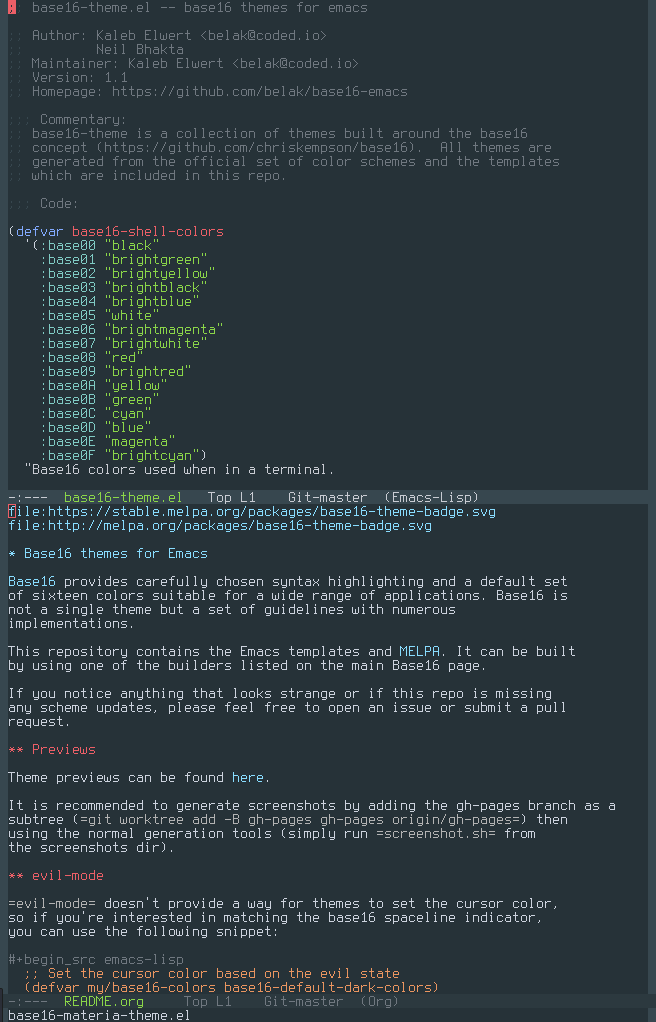 ;; base16-theme.el -- base16 themes for emacs
;; Author: Kaleb Elwert <belak@coded.io>
;;         Neil Bhakta
;; Maintainer: Kaleb Elwert <belak@coded.io>
;; Version: 1.1
;; Homepage: https://github.com/belak/base16-emacs
;;; Commentary:
;; base16-theme is a collection of themes built around the base16
;; concept (https://github.com/chriskempson/base16).  All themes are
;; generated from the official set of color schemes and the templates
;; which are included in this repo.
;;; Code:
(defvar base16-shell-colors
  '(:base00 "black"
    :base01 "brightgreen"
    :base02 "brightyellow"
    :base03 "brightblack"
    :base04 "brightblue"
    :base05 "white"
    :base06 "brightmagenta"
    :base07 "brightwhite"
    :base08 "red"
    :base09 "brightred"
    :base0A "yellow"
    :base0B "green"
    :base0C "cyan"
    :base0D "blue"
    :base0E "magenta"
    :base0F "brightcyan")
  "Base16 colors used when in a terminal.
-:---  base16-theme.el   Top L1    Git-master  (Emacs-Lisp)
file:https://stable.melpa.org/packages/base16-theme-badge.svg
file:http://melpa.org/packages/base16-theme-badge.svg
* Base16 themes for Emacs
Base16 provides carefully chosen syntax highlighting and a default set
of sixteen colors suitable for a wide range of applications. Base16 is
not a single theme but a set of guidelines with numerous
implementations.
This repository contains the Emacs templates and MELPA. It can be built
by using one of the builders listed on the main Base16 page.
If you notice anything that looks strange or if this repo is missing
any scheme updates, please feel free to open an issue or submit a pull
request.
** Previews
Theme previews can be found here.
It is recommended to generate screenshots by adding the gh-pages branch as a
subtree (=git worktree add -B gh-pages gh-pages origin/gh-pages=) then
using the normal generation tools (simply run =screenshot.sh= from
the screenshots dir).
** evil-mode
=evil-mode= doesn't provide a way for themes to set the cursor color,
so if you're interested in matching the base16 spaceline indicator,
you can use the following snippet:
#+begin_src emacs-lisp
  ;; Set the cursor color based on the evil state
  (defvar my/base16-colors base16-default-dark-colors)
-:---  README.org     Top L1    Git-master  (Org)
base16-materia-theme.el